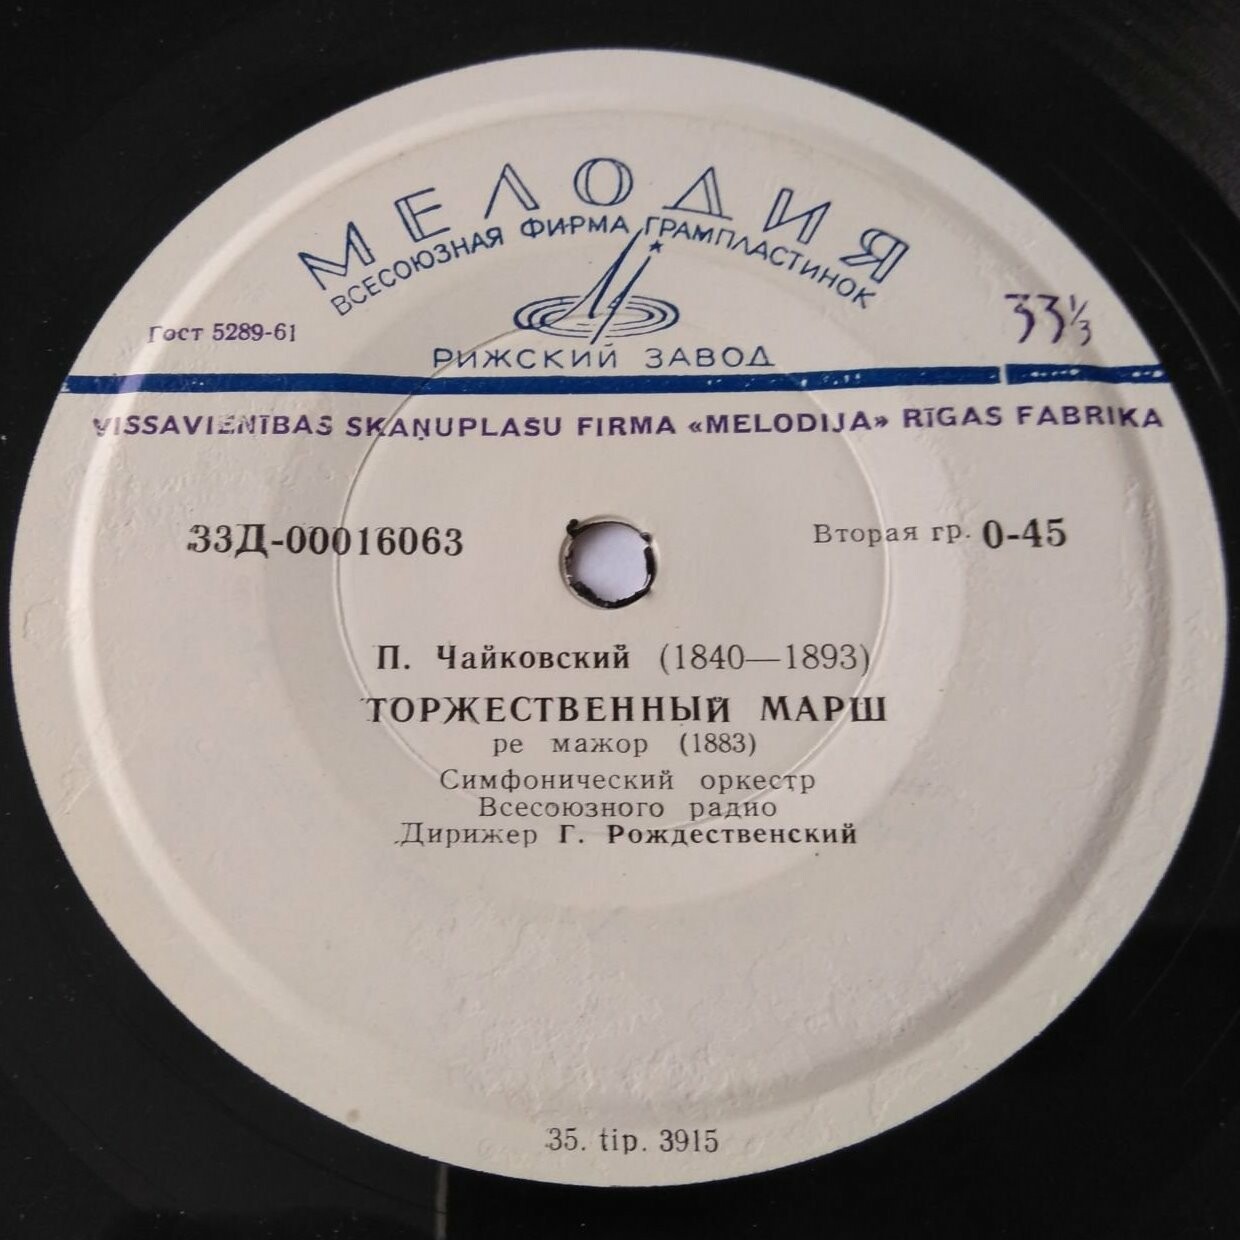 МЕЛОДИЯ
ВСЕСОЮЗНАЯ ФИРМА ГРАМПЛАСТИНОК
Гост 5289-61
33⅓
РИЖСКИЙ ЗАВОД
VISSAVIENĪBAS SKAŅUPLAŠU FIRMA «MELODIJA» RĪGAS FABRIKA
33Д-00016063
Вторая гр. 0-45
П. Чайковский (1840—1893)
ТОРЖЕСТВЕННЫЙ МАРШ
ре мажор (1883)
Симфонический оркестр
Всесоюзного радио
Дирижер Г. Рождественский
35. tip. 3915